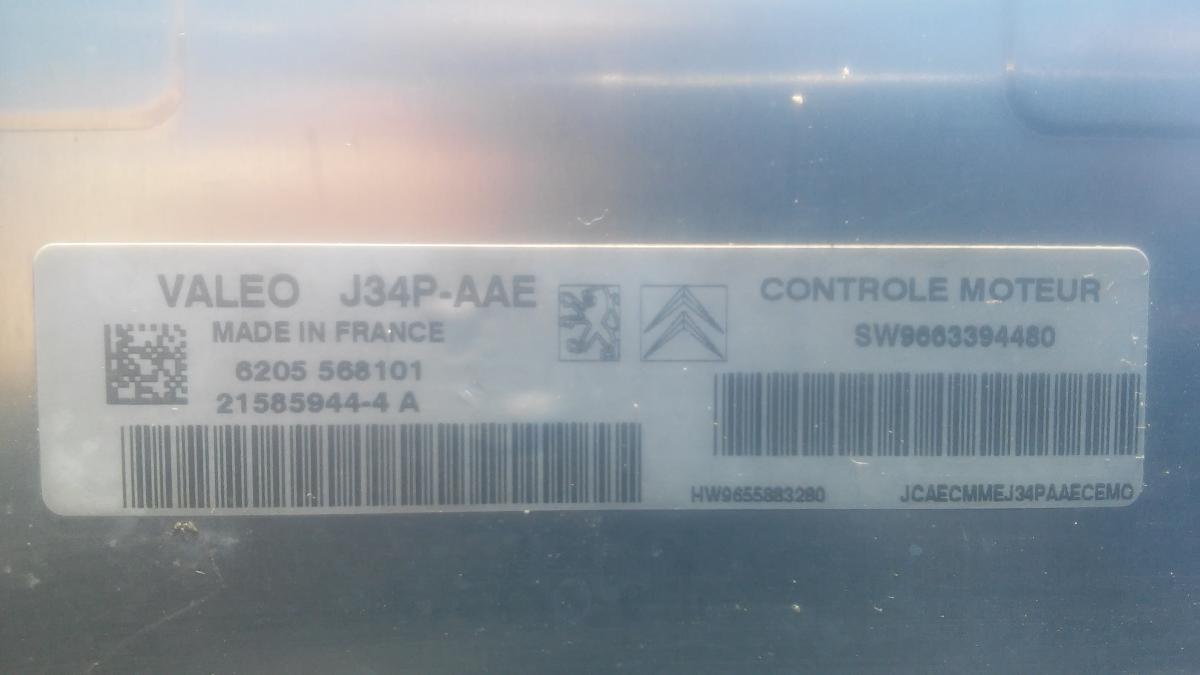 VALEO J34P-AAE
MADE IN FRANCE
6205 568101
21585944-4 A
CONTROLE MOTEUR
SW9663394480
HW9655883280
JCAECMMEJ34PAAECEMO